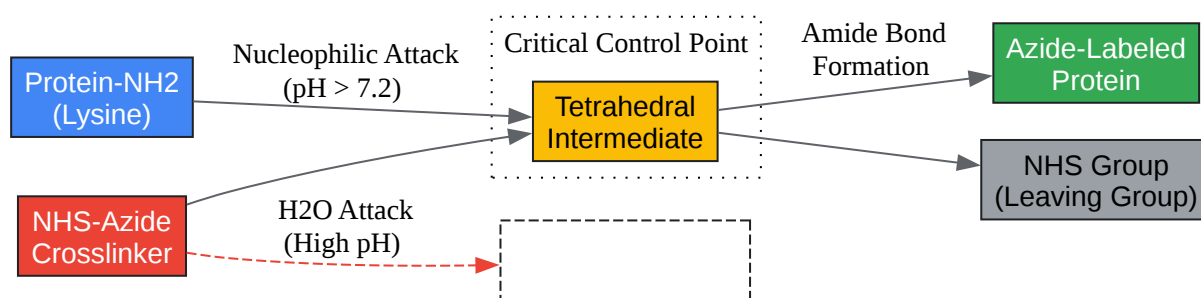 Protein-NH2
(Lysine)
Nucleophilic Attack
(pH > 7.2)
Critical Control Point
Tetrahedral
Intermediate
Amide Bond
Formation
Azide-Labeled
Protein
NHS Group
(Leaving Group)
NHS-Azide
Crosslinker
H2O Attack
(High pH)